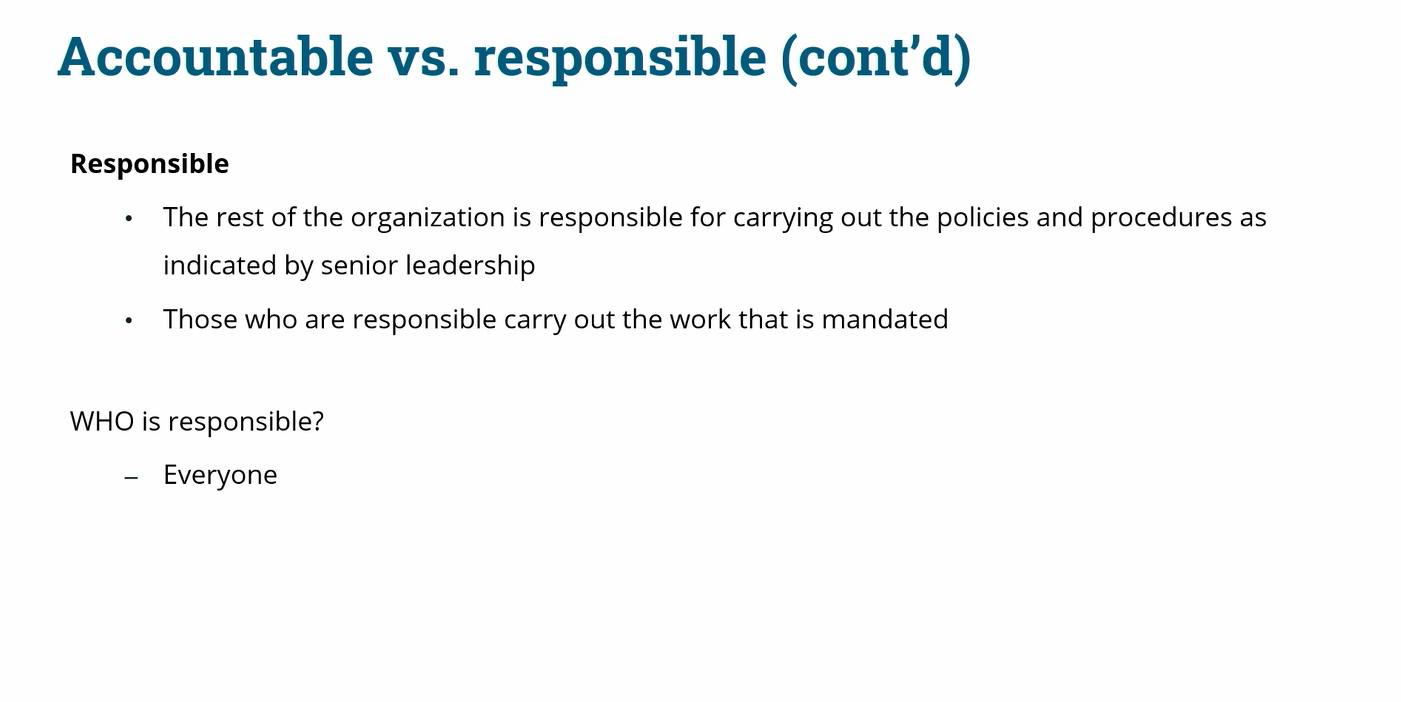 Accountable vs. responsible (cont’d)
Responsible
• The rest of the organization is responsible for carrying out the policies and procedures as
indicated by senior leadership
• Those who are responsible carry out the work that is mandated
WHO is responsible?
– Everyone